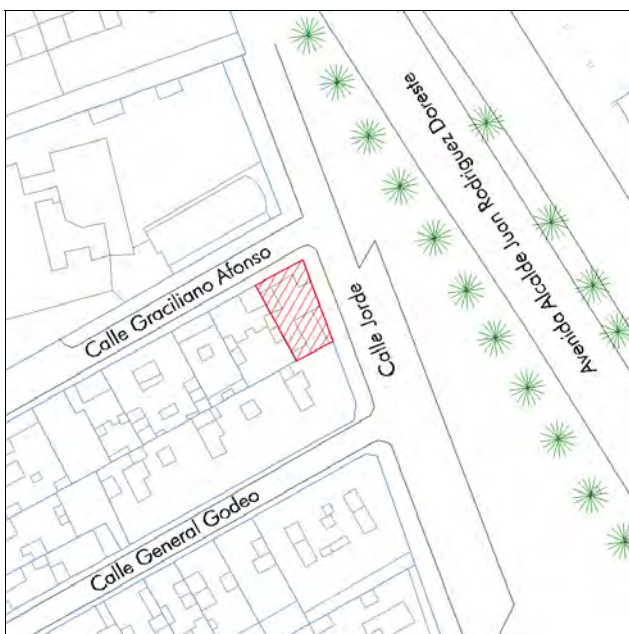 Avenida Alcalde Juan Rodríguez Doreste
Calle Graciliano Afonso
Calle Jorde
Calle General Godeo